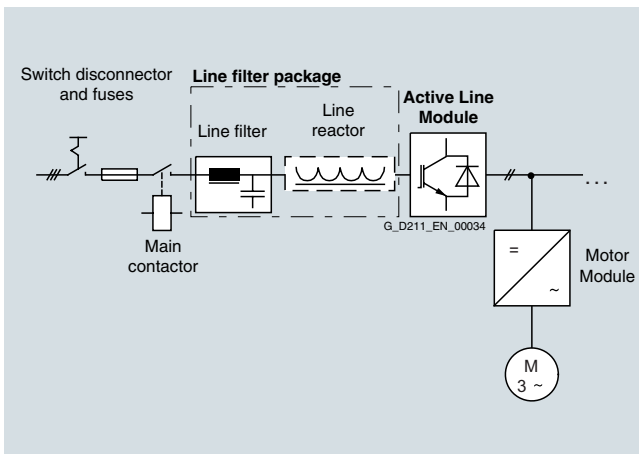 Switch disconnector
and fuses
Line filter package
Line filter
Line
reactor
Active Line
Module
Main
contactor
G_D211_EN_00034
...
=
~
Motor
Module
M
3 ~